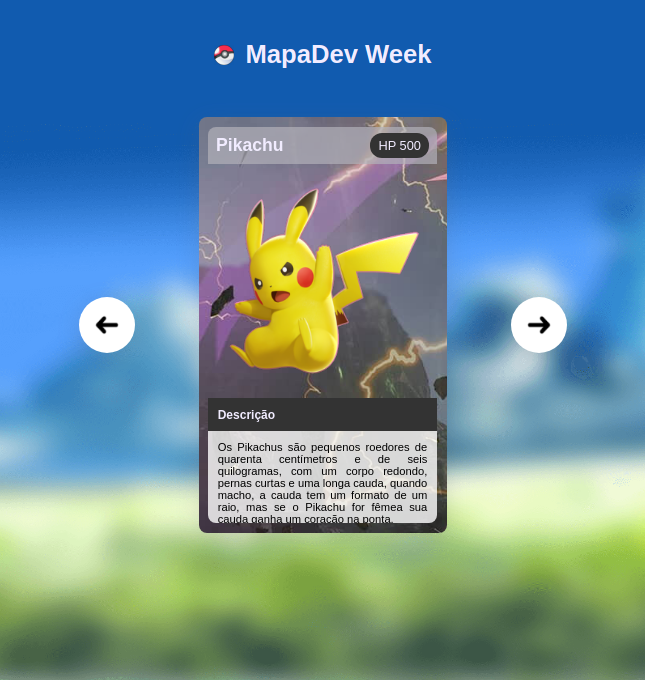 MapaDev Week
Pikachu
HP 500
Descrição
Os Pikachus são pequenos roedores de
quarenta centímetros e de seis
quilogramas, com um corpo redondo,
pernas curtas e uma longa cauda, quando
macho, a cauda tem um formato de um
raio, mas se o Pikachu for fêmea sua
cauda ganha um coração na ponta.